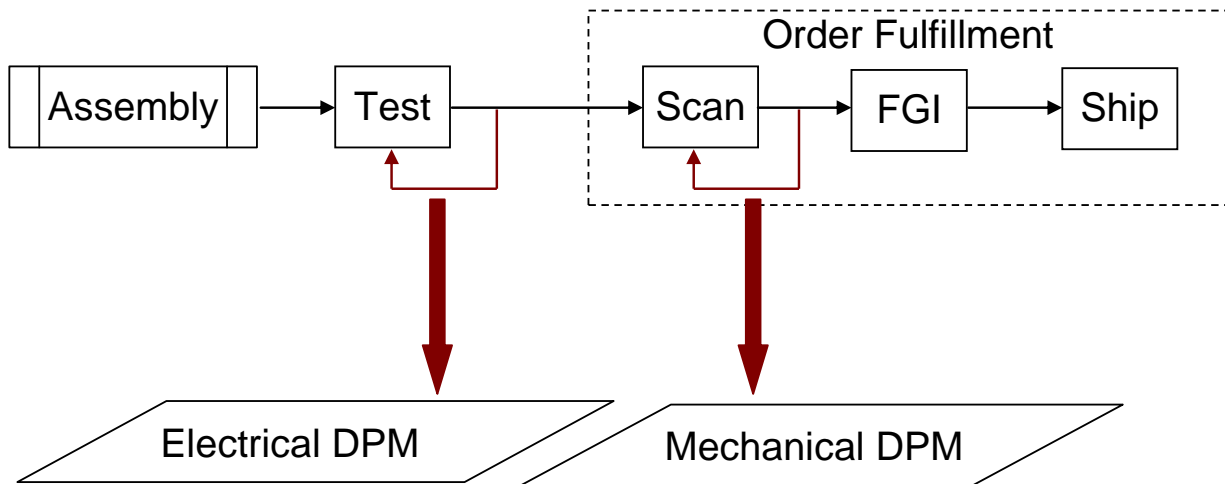 Order Fulfillment
Assembly
Test
Scan
FGI
Ship
Electrical DPM
Mechanical DPM